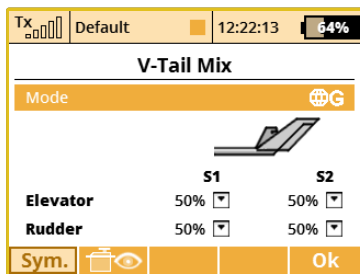 Tx Default 12:22:13 64%
V-Tail Mix
Mode G
S1 S2
Elevator 50% 50%
Rudder 50% 50%
Sym. Ok